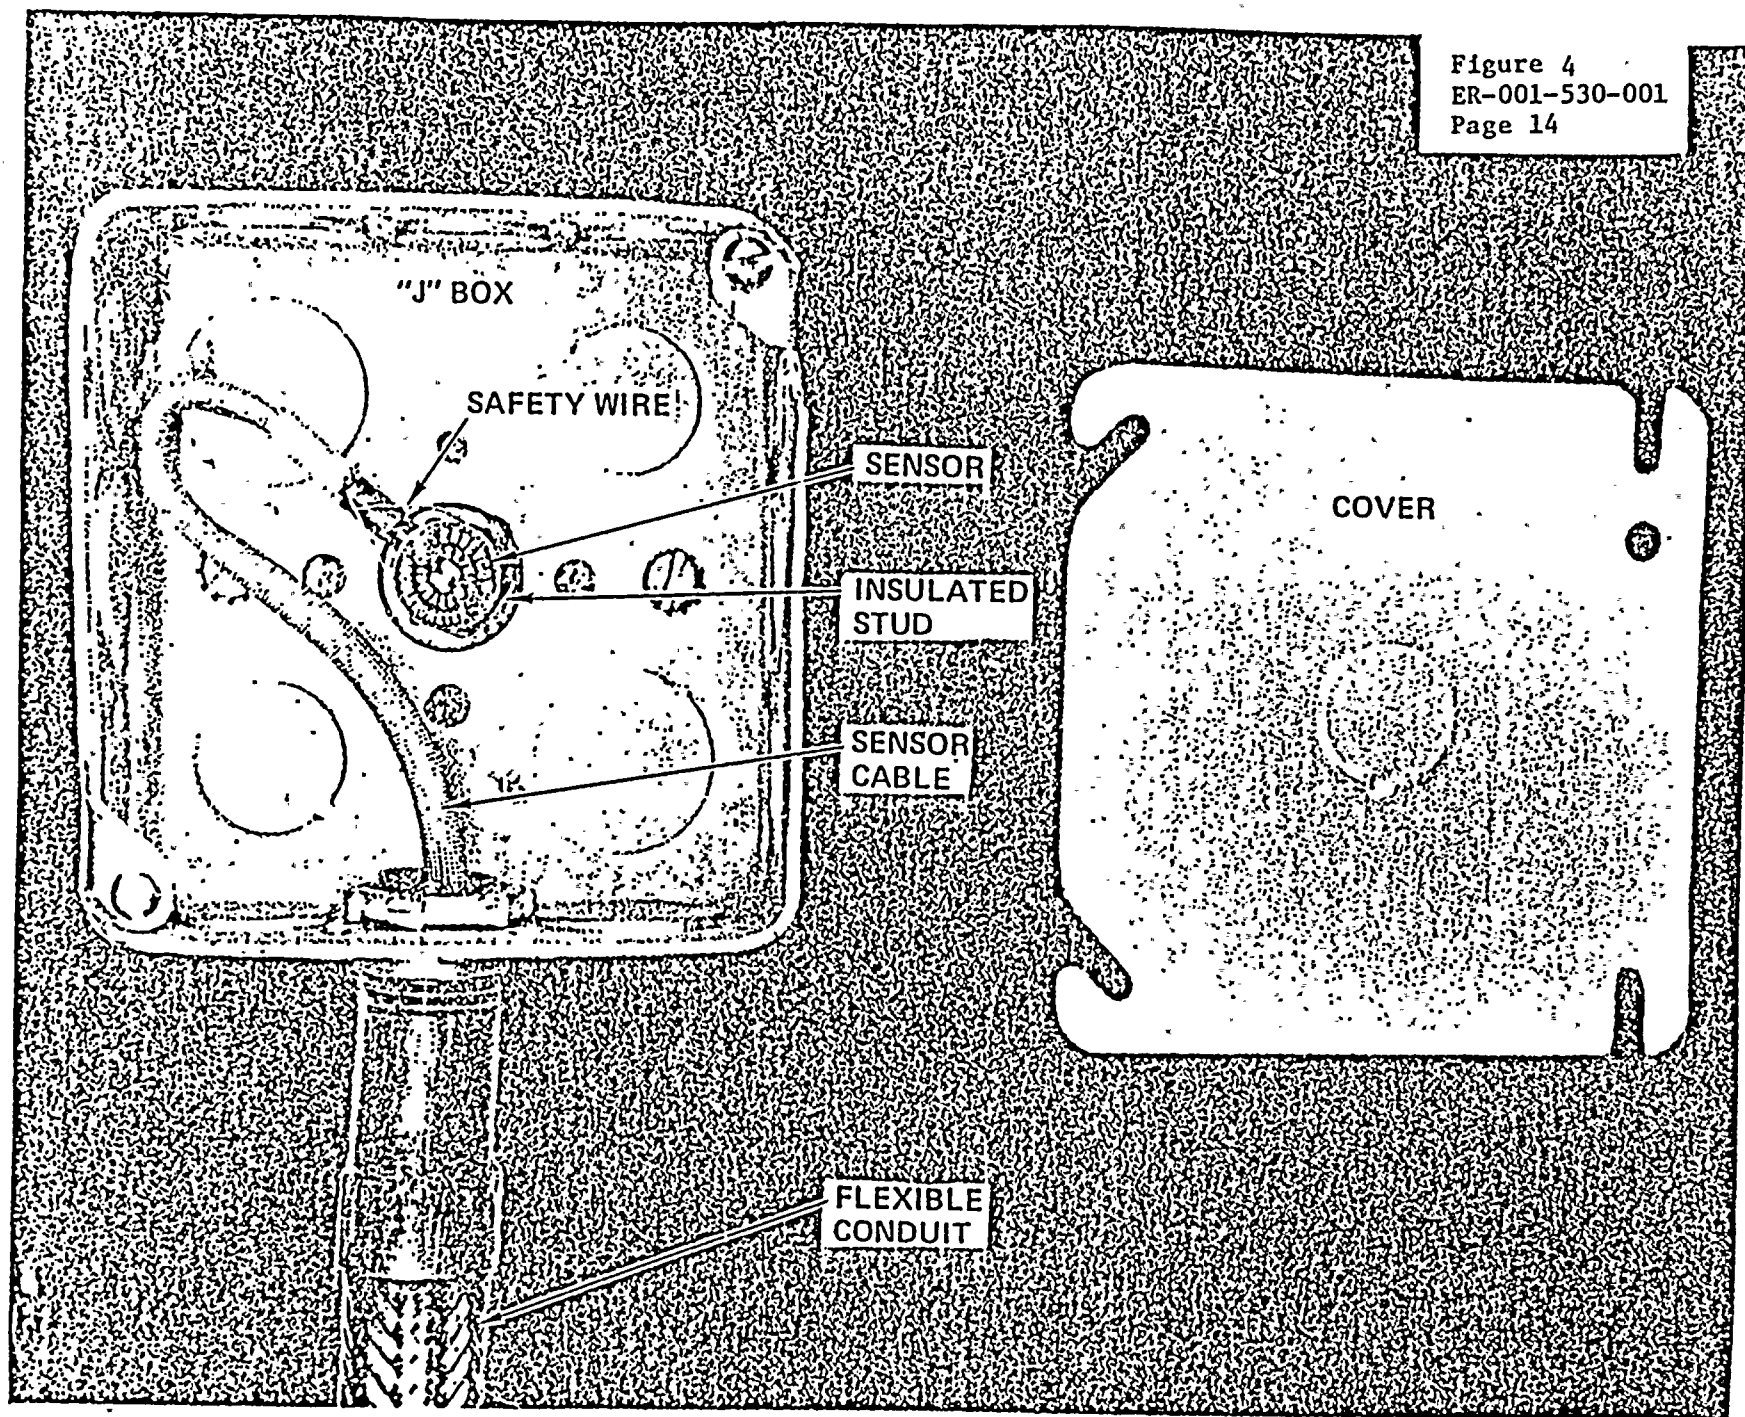 Figure 4
ER-001-530-001
Page 14
"J" BOX
SAFETY WIRE
SENSOR
COVER
INSULATED
STUD
SENSOR
CABLE
FLEXIBLE
CONDUIT